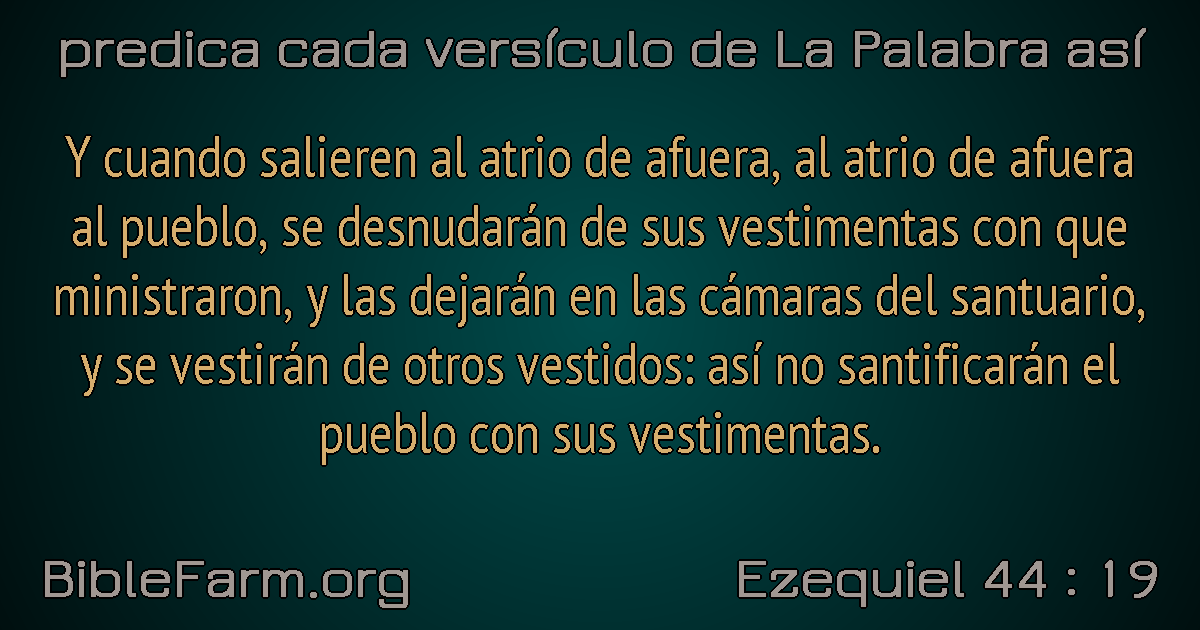 predica cada versículo de La Palabra así
Y cuando salieren al atrio de afuera, al atrio de afuera
al pueblo, se desnudarán de sus vestimentas con que
ministraron, y las dejarán en las cámaras del santuario,
y se vestirán de otros vestidos: así no santificarán el
pueblo con sus vestimentas.
BibleFarm.org
Ezequiel 44 : 19